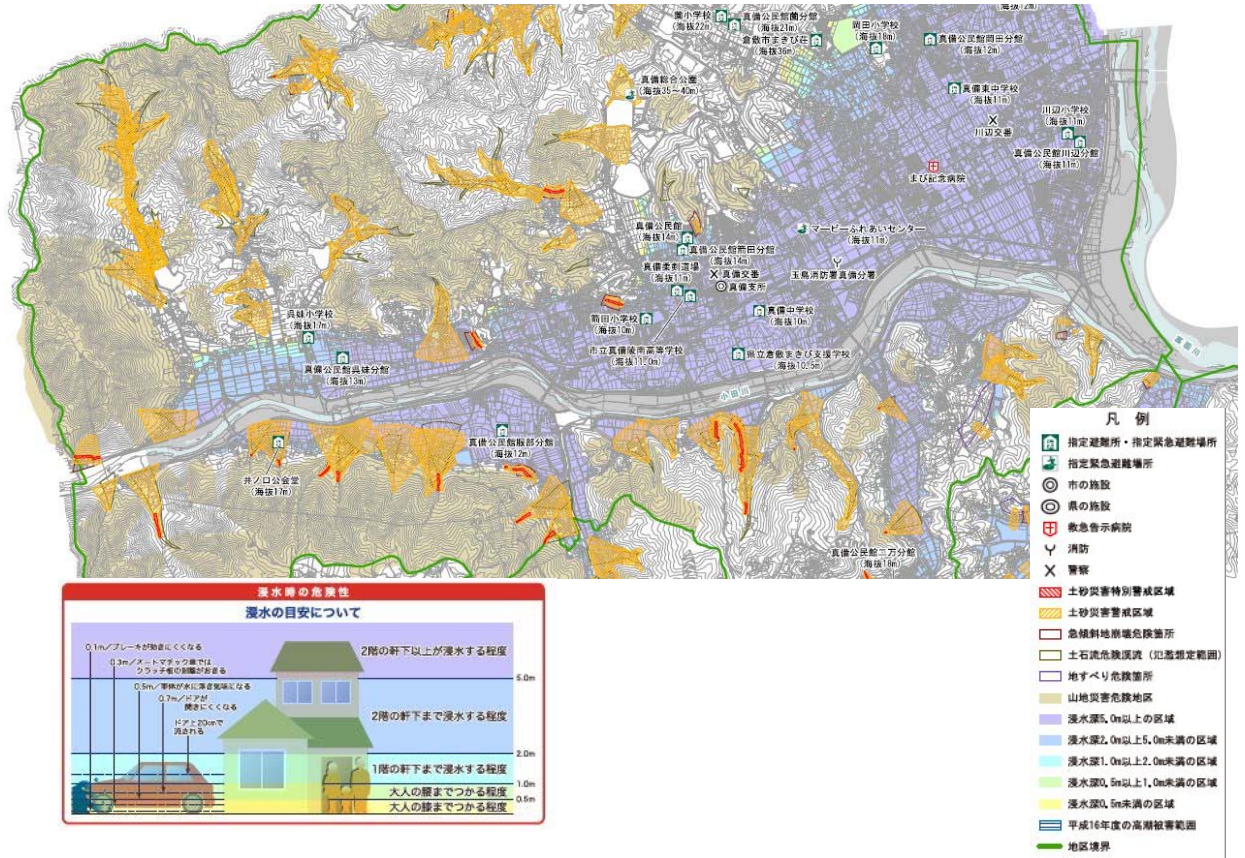 薗小学校
(海抜22m)
真備公民館薗分館
(海抜21m)
倉敷市まきび荘
(海抜36m)
岡田小学校
(海抜18m)
真備公民館岡田分館
(海抜12m)
真備総合公園
(海抜35~40m)
真備東中学校
(海抜11m)
川辺交番
川辺小学校
(海抜11m)
真備公民館川辺分館
(海抜11m)
まび記念病院
真備公民館
(海抜14m)
真備公民館箭田分館
(海抜14m)
マービーふれあいセンター
(海抜11m)
真備柔剣道場
(海抜11m)
真備交番
真備支所
玉島消防署真備分署
呉妹小学校
(海抜17m)
箭田小学校
(海抜10m)
真備中学校
(海抜10m)
市立真備陵南高等学校
(海抜11.0m)
県立倉敷まきび支援学校
(海抜10.5m)
真備公民館呉妹分館
(海抜13m)
小田川
高梁川
真備公民館服部分館
(海抜12m)
井ノ口公会堂
(海抜17m)
真備公民館二万分館
(海抜18m)
凡 例
指定避難所・指定緊急避難場所
指定緊急避難場所
市の施設
県の施設
救急告示病院
消防
警察
土砂災害特別警戒区域
土砂災害警戒区域
急傾斜地崩壊危険箇所
土石流危険渓流 (氾濫想定範囲)
地すべり危険箇所
山地災害危険地区
浸水深5.0m以上の区域
浸水深2.0m以上5.0m未満の区域
浸水深1.0m以上2.0m未満の区域
浸水深0.5m以上1.0m未満の区域
浸水深0.5m未満の区域
平成16年度の高潮被害範囲
地区境界
浸水時の危険性
浸水の目安について
0.1m/ブレーキが効きにくくなる
0.3m/オートマチック車では
クラッチ板の剥離がおきる
0.5m/車体が水に浮き気味になる
0.7m/ドアが
開きにくくなる
ドア上20cmで
流される
2階の軒下以上が浸水する程度
5.0m
2階の軒下まで浸水する程度
2.0m
1階の軒下まで浸水する程度
1.0m
大人の腰までつかる程度
0.5m
大人の膝までつかる程度